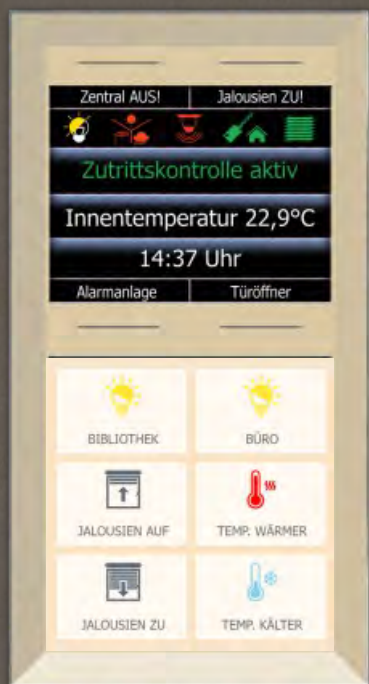 Zentral AUS! Jalousien ZU!
Zutrittskontrolle aktiv
Innentemperatur 22,9°C
14:37 Uhr
Alarmanlage Türöffner
BIBLIOTHEK BÜRO
JALOUSIEN AUF TEMP. WÄRMER
JALOUSIEN ZU TEMP. KÄLTER